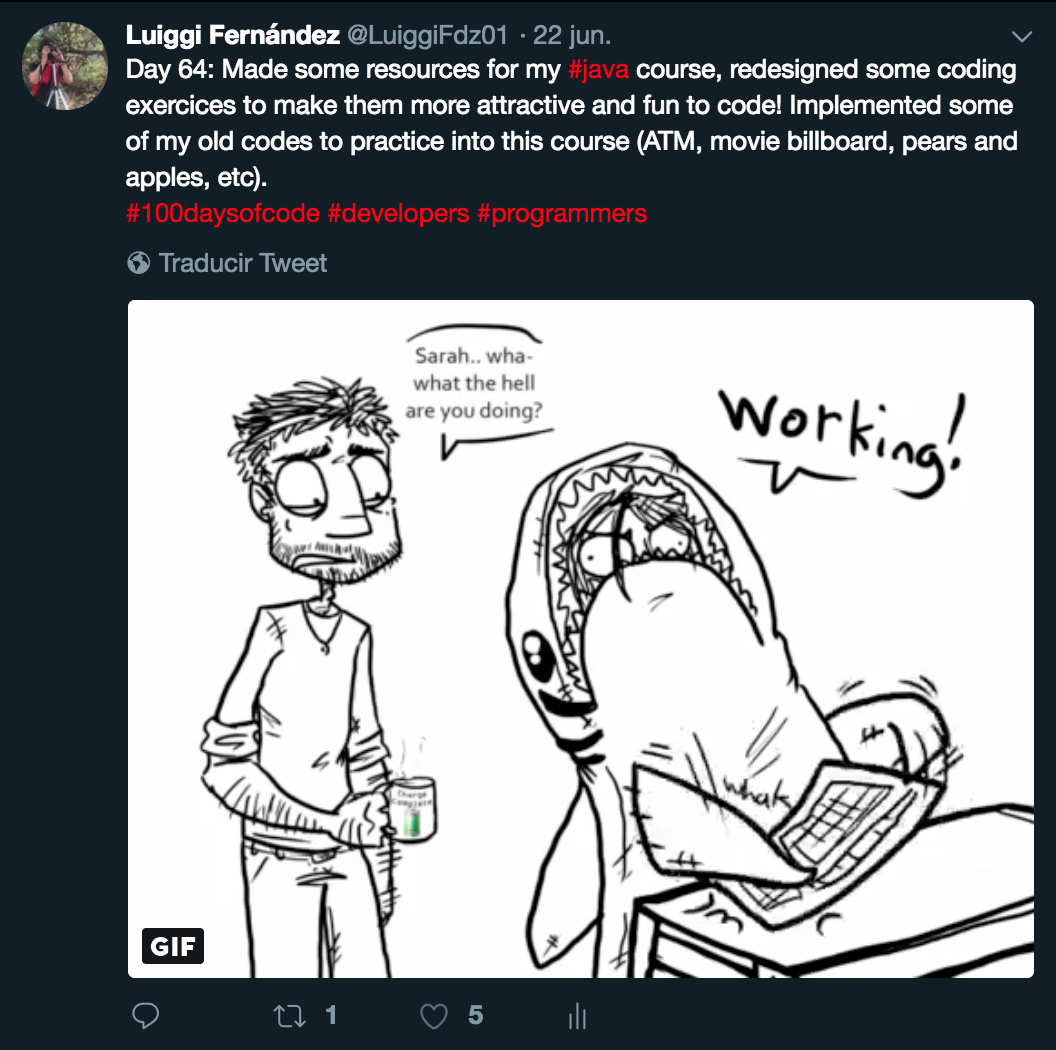 Luiggi Fernández @LuiggiFdz01 · 22 jun.
Day 64: Made some resources for my #java course, redesigned some coding
exercices to make them more attractive and fun to code! Implemented some
of my old codes to practice into this course (ATM, movie billboard, pears and
apples, etc).
#100daysofcode #developers #programmers
Traducir Tweet
Sarah.. wha-
what the hell
are you doing?
Working!
whak
Charge
Complete
GIF
1 5